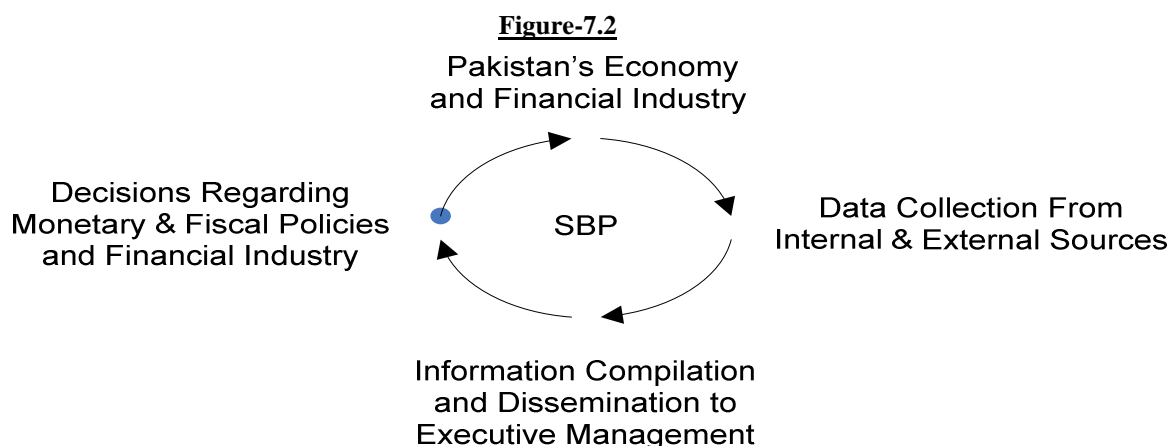 Figure-7.2
Pakistan's Economy
and Financial Industry
Decisions Regarding
Monetary & Fiscal Policies
and Financial Industry
SBP
Data Collection From
Internal & External Sources
Information Compilation
and Dissemination to
Executive Management